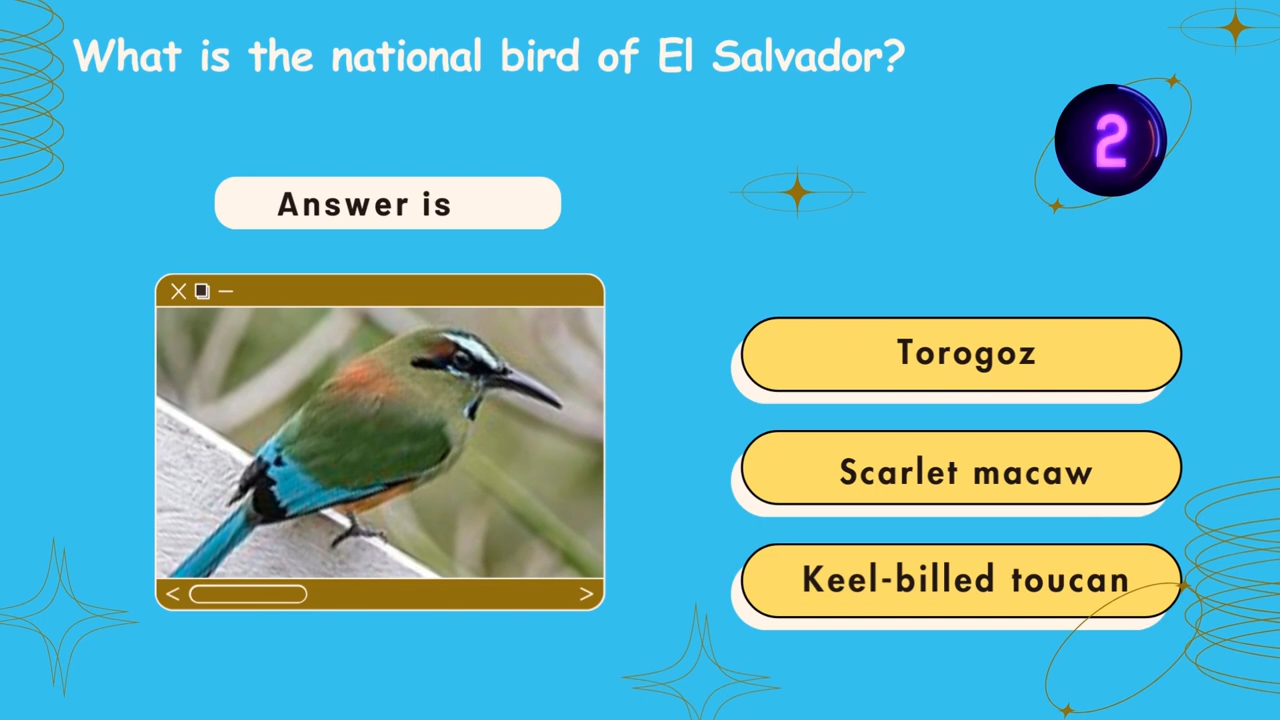 What is the national bird of El Salvador?
2
Answer is
Torogoz
Scarlet macaw
Keel-billed toucan